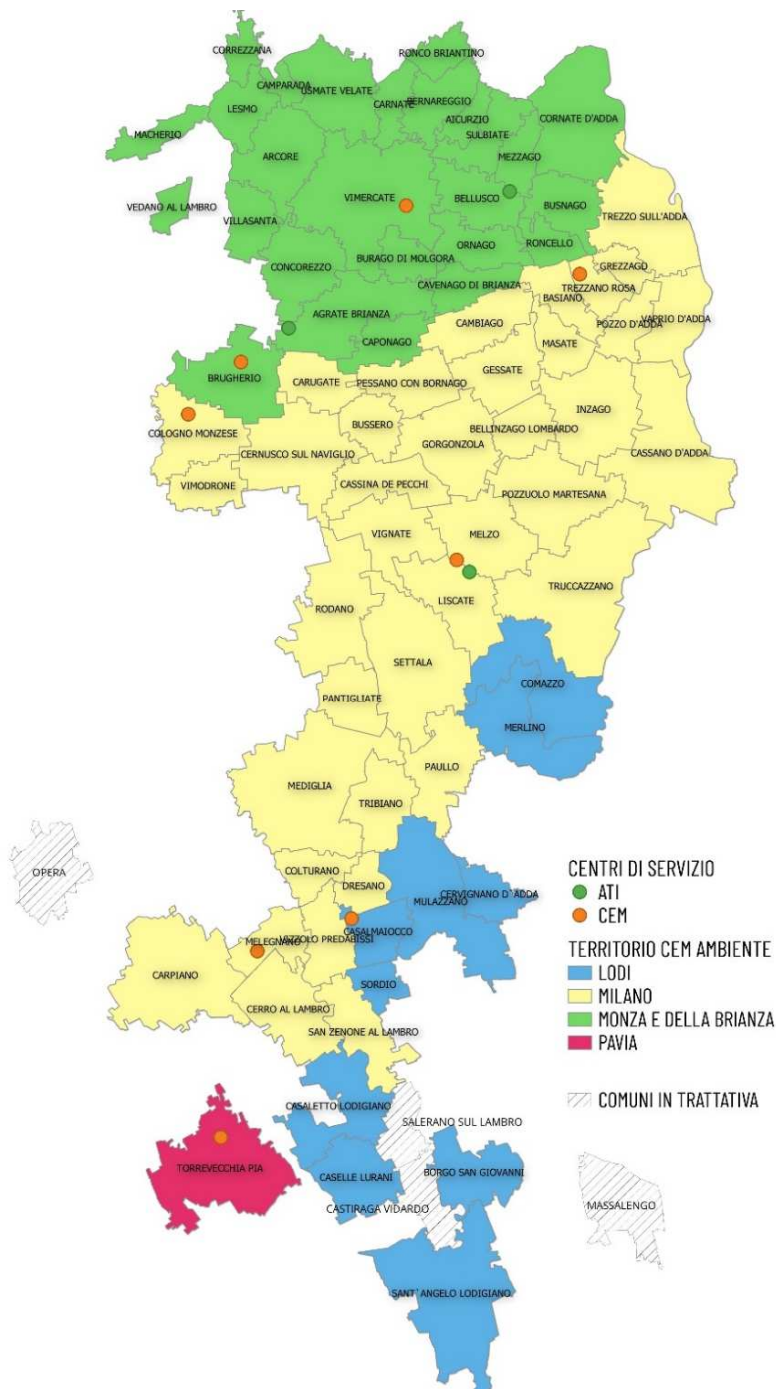 CORREZZANA
RONCO BRIANTINO
CAMPARADA
USMATE VELATE
CARNATE
BERNAREGGIO
LESMO
AICURZIO
CORNATE D'ADDA
MACHERIO
SULBIATE
ARCORE
MEZZAGO
VIMERCATE
BELLUSCO
VEDANO AL LAMBRO
VILLASANTA
BUSNAGO
TREZZO SULL'ADDA
ORNAGO
RONCELLO
BURAGO DI MOLGORA
CONCOREZZO
GREZZAGO
CAVENAGO DI BRIANZA
TREZZANO ROSA
BASIANO
AGRATE BRIANZA
CAMBIAGO
POZZO D'ADDA
VAPRIO D'ADDA
CAPONAGO
MASATE
GESSATE
BRUGHERIO
CARUGATE
PESSANO CON BORNAGO
INZAGO
BUSSERO
BELLINZAGO LOMBARDO
COLOGNO MONZESE
GORGONZOLA
CERNUSCO SUL NAVIGLIO
CASSANO D'ADDA
VIMODRONE
CASSINA DE PECCHI
POZZUOLO MARTESANA
VIGNATE
MELZO
TRUCCAZZANO
LISCATE
RODANO
SETTALA
COMAZZO
PANTIGLIATE
MERLINO
PAULLO
MEDIGLIA
TRIBIANO
OPERA
COLTURANO
DRESANO
CERVIGNANO D`ADDA
MULAZZANO
CASALMAIOCCO
MELEGNANO
VIZZOLO PREDABISSI
CARPIANO
SORDIO
CERRO AL LAMBRO
SAN ZENONE AL LAMBRO
CASALETTO LODIGIANO
SALERANO SUL LAMBRO
TORREVECCHIA PIA
CASELLE LURANI
BORGO SAN GIOVANNI
CASTIRAGA VIDARDO
MASSALENGO
SANT`ANGELO LODIGIANO
CENTRI DI SERVIZIO
ATI
CEM
TERRITORIO CEM AMBIENTE
LODI
MILANO
MONZA E DELLA BRIANZA
PAVIA
COMUNI IN TRATTATIVA